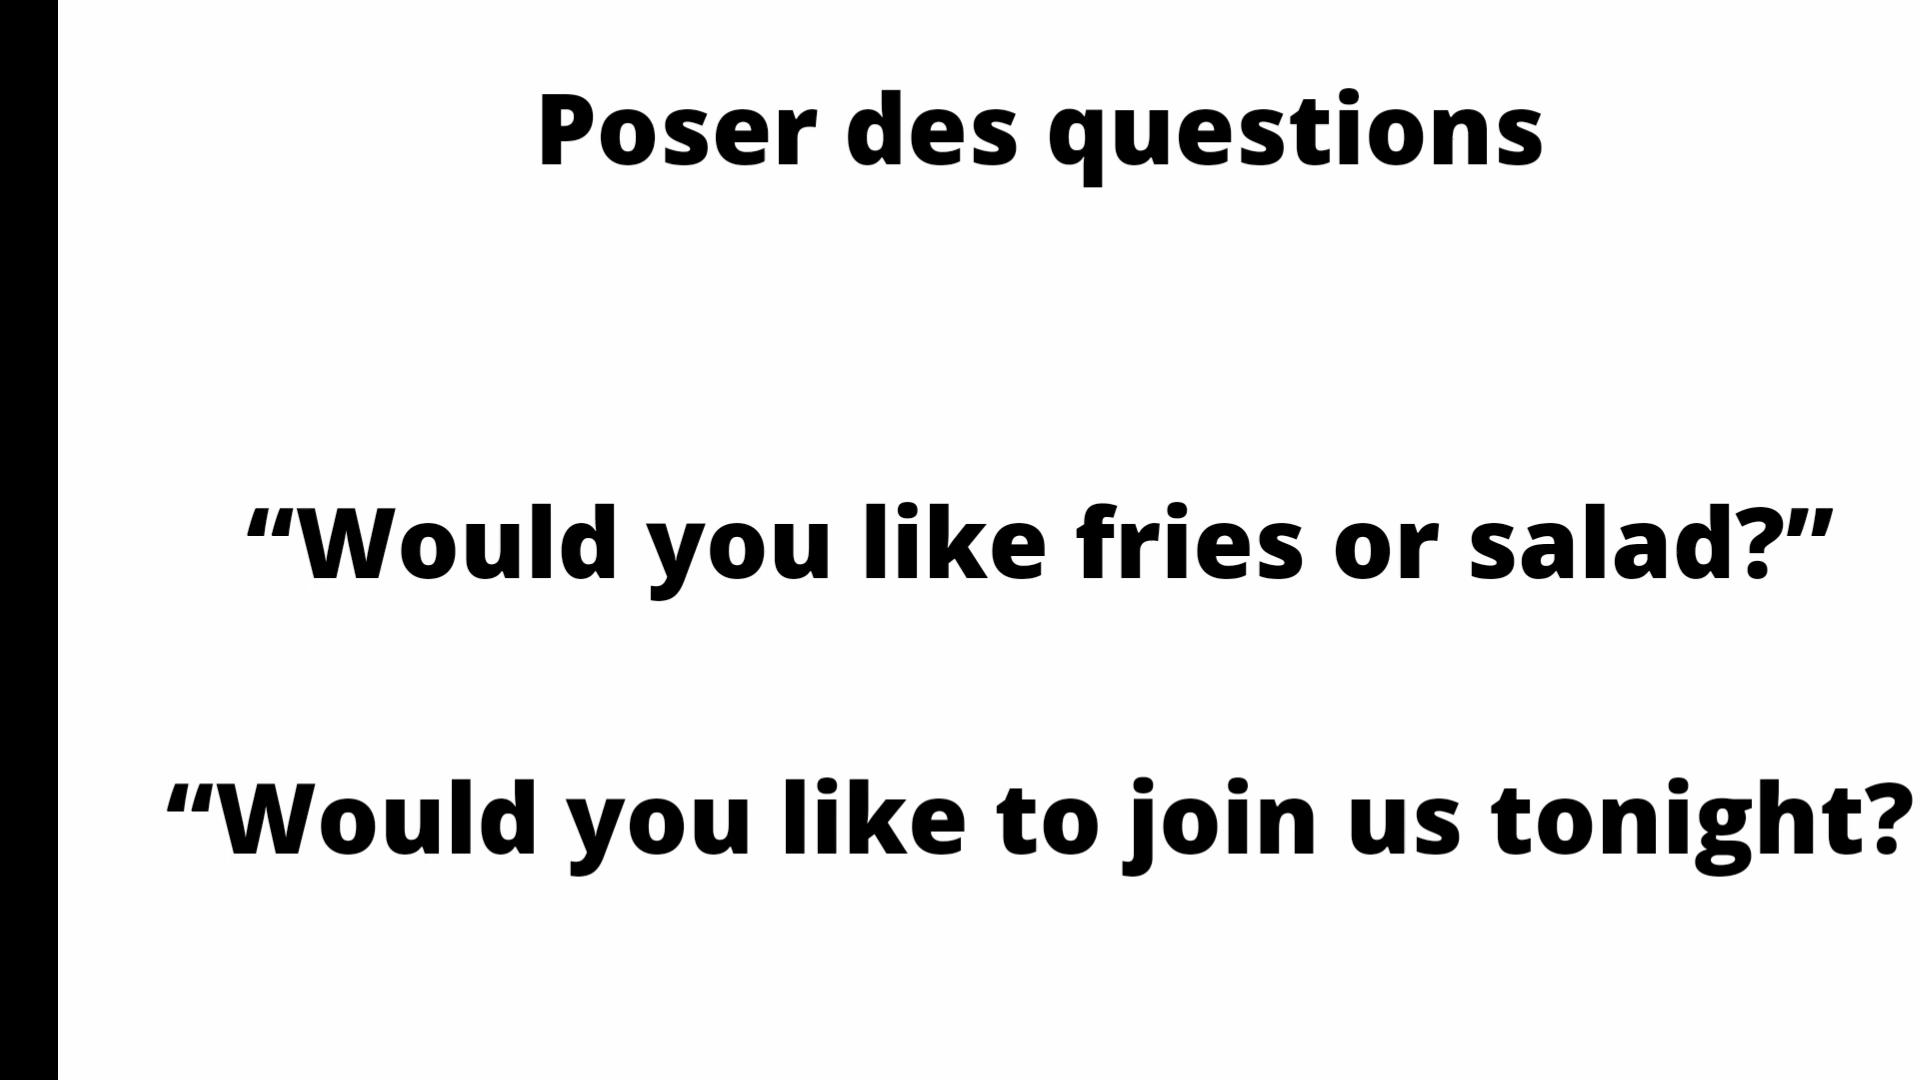 Poser des questions
“Would you like fries or salad?”
“Would you like to join us tonight?